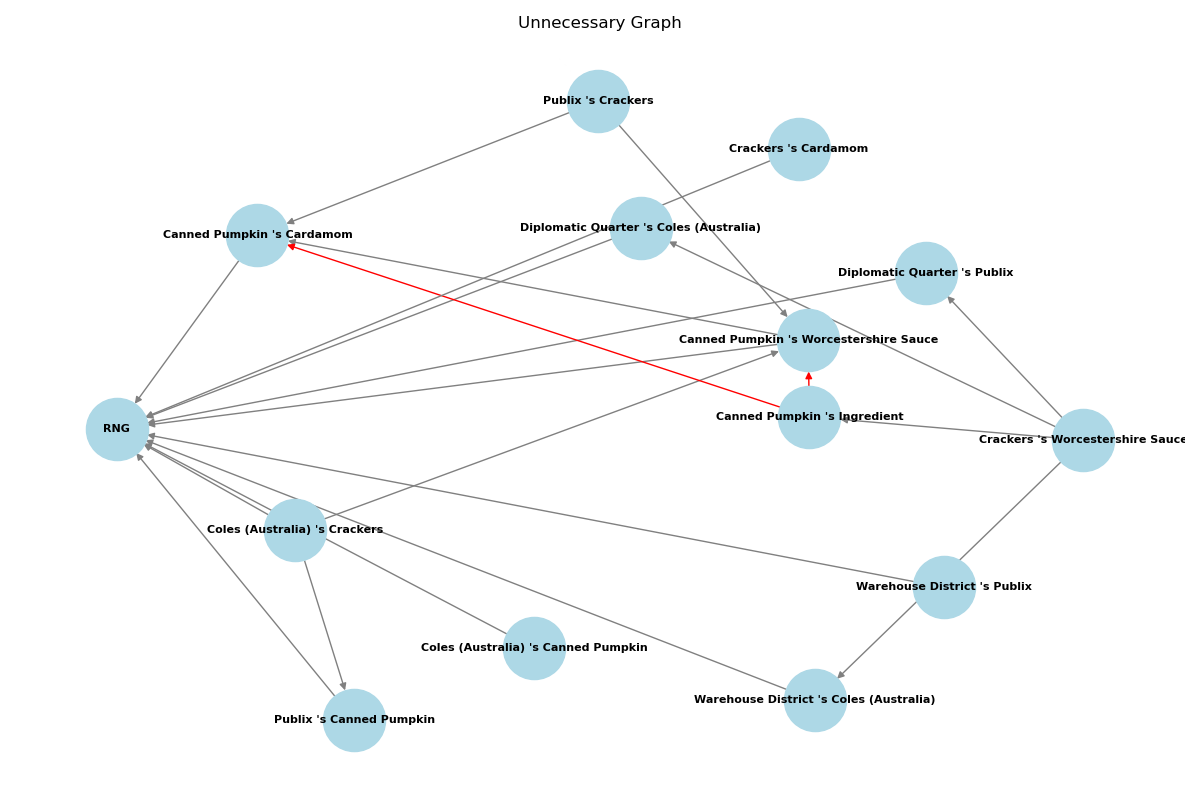 Unnecessary Graph
Publix 's Crackers
Crackers 's Cardamom
Diplomatic Quarter 's Coles (Australia)
Canned Pumpkin 's Cardamom
Diplomatic Quarter 's Publix
Canned Pumpkin 's Worcestershire Sauce
Canned Pumpkin 's Ingredient
RNG
Crackers 's Worcestershire Sauce
Coles (Australia) 's Crackers
Warehouse District 's Publix
Coles (Australia) 's Canned Pumpkin
Warehouse District 's Coles (Australia)
Publix 's Canned Pumpkin